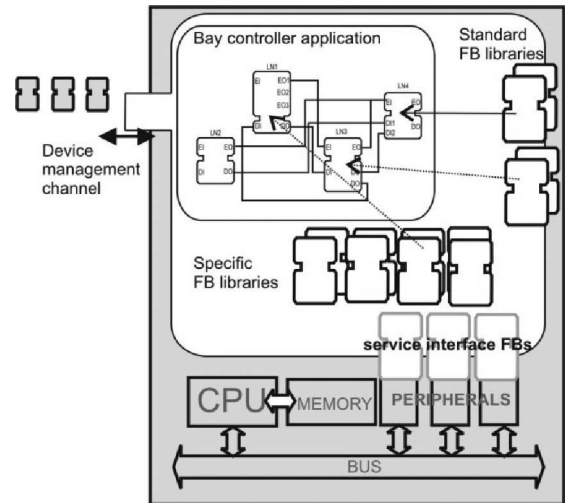 Bay controller application
Standard
FB libraries
LN1
EI
EO1
EO2
EO3
DI
DO
LN4
EI
EO
DI1
DI2
DO
LN2
EI
EO
DI
DO
LN3
EI
EO
DI
DO
Device
management
channel
Specific
FB libraries
service interface FBs
CPU
MEMORY
PERIPHERALS
BUS